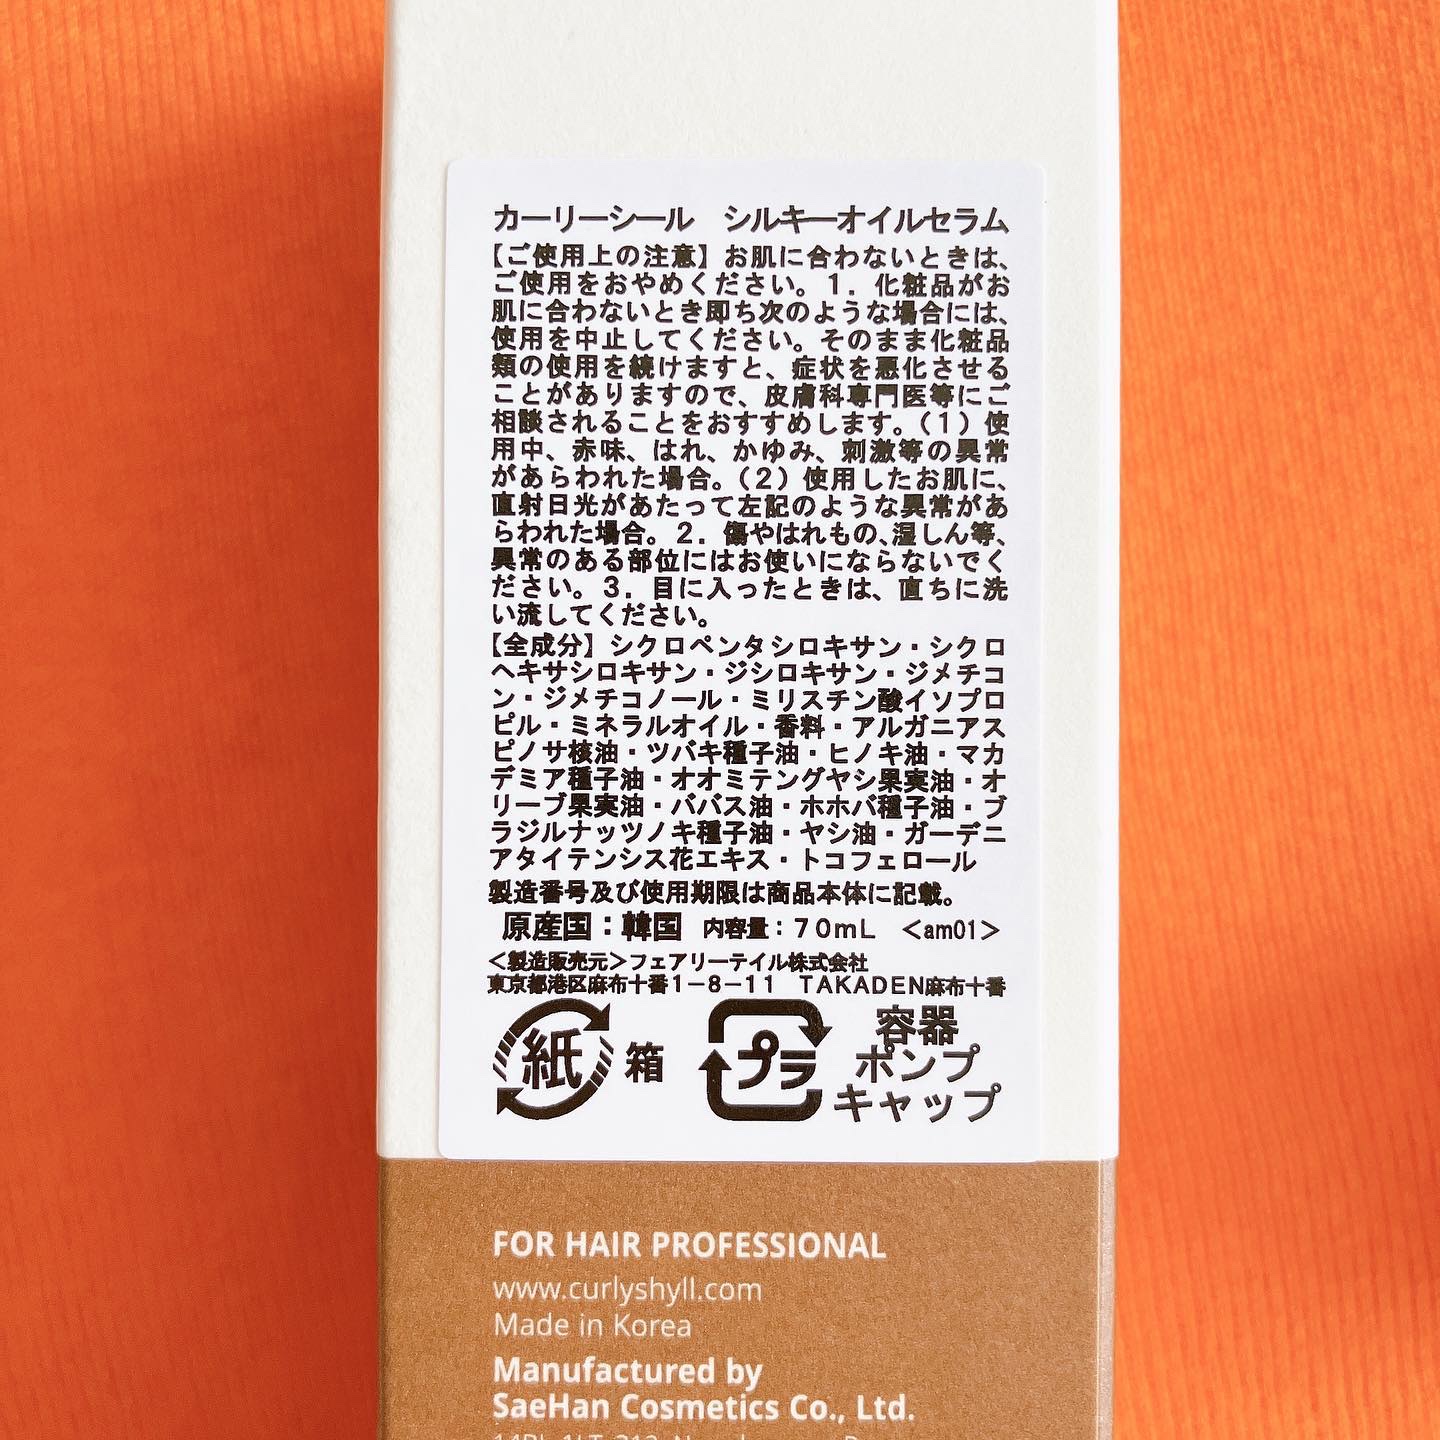 カーリーシール　シルキーオイルセラム
【ご使用上の注意】お肌に合わないときは、
ご使用をおやめください。1．化粧品がお
肌に合わないとき即ち次のような場合には、
使用を中止してください。そのまま化粧品
類の使用を続けますと、症状を悪化させる
ことがありますので、皮膚科専門医等にご
相談されることをおすすめします。（1）使
用中、赤味、はれ、かゆみ、刺激等の異常
があらわれた場合。（2）使用したお肌に、
直射日光があたって左記のような異常があ
らわれた場合。2．傷やはれもの、湿しん等、
異常のある部位にはお使いにならないでく
ださい。3．目に入ったときは、直ちに洗
い流してください。
【全成分】シクロペンタシロキサン・シクロ
ヘキサシロキサン・ジシロキサン・ジメチコ
ン・ジメチコノール・ミリスチン酸イソプロ
ピル・ミネラルオイル・香料・アルガニアス
ピノサ核油・ツバキ種子油・ヒノキ油・マカ
デミア種子油・オオミテングヤシ果実油・オ
リーブ果実油・ババス油・ホホバ種子油・ブ
ラジルナッツノキ種子油・ヤシ油・ガーデニ
アタイテンシス花エキス・トコフェロール
製造番号及び使用期限は商品本体に記載。
原産国：韓国 内容量：70mL ＜am01＞
＜製造販売元＞フェアリーテイル株式会社
東京都港区麻布十番1－8－11　TAKADEN麻布十番
紙 箱
プラ 容器
ポンプ
キャップ
FOR HAIR PROFESSIONAL
www.curlyshyll.com
Made in Korea
Manufactured by
SaeHan Cosmetics Co., Ltd.